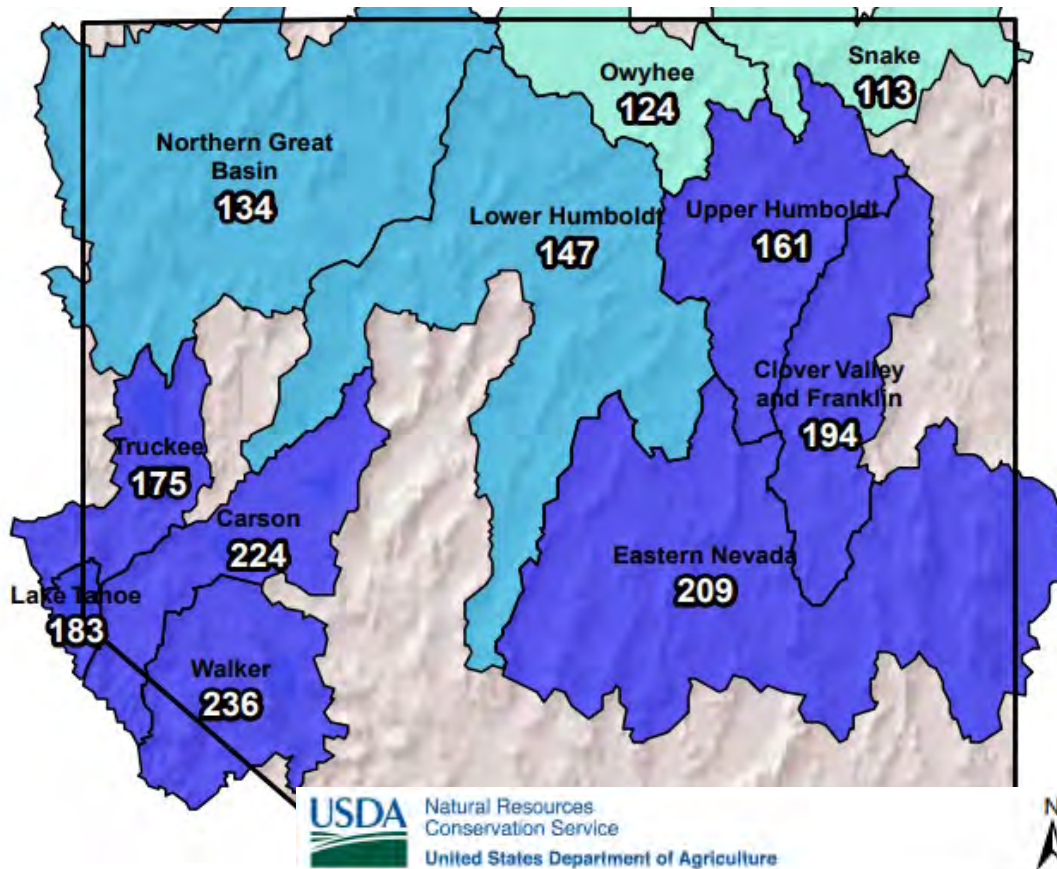 Snake
113
Owyhee
124
Northern Great
Basin
134
Lower Humboldt
147
Upper Humboldt
161
Clover Valley
and Franklin
194
Truckee
175
Carson
224
Eastern Nevada
209
Lake Tahoe
183
Walker
236
USDA
Natural Resources
Conservation Service
United States Department of Agriculture
N